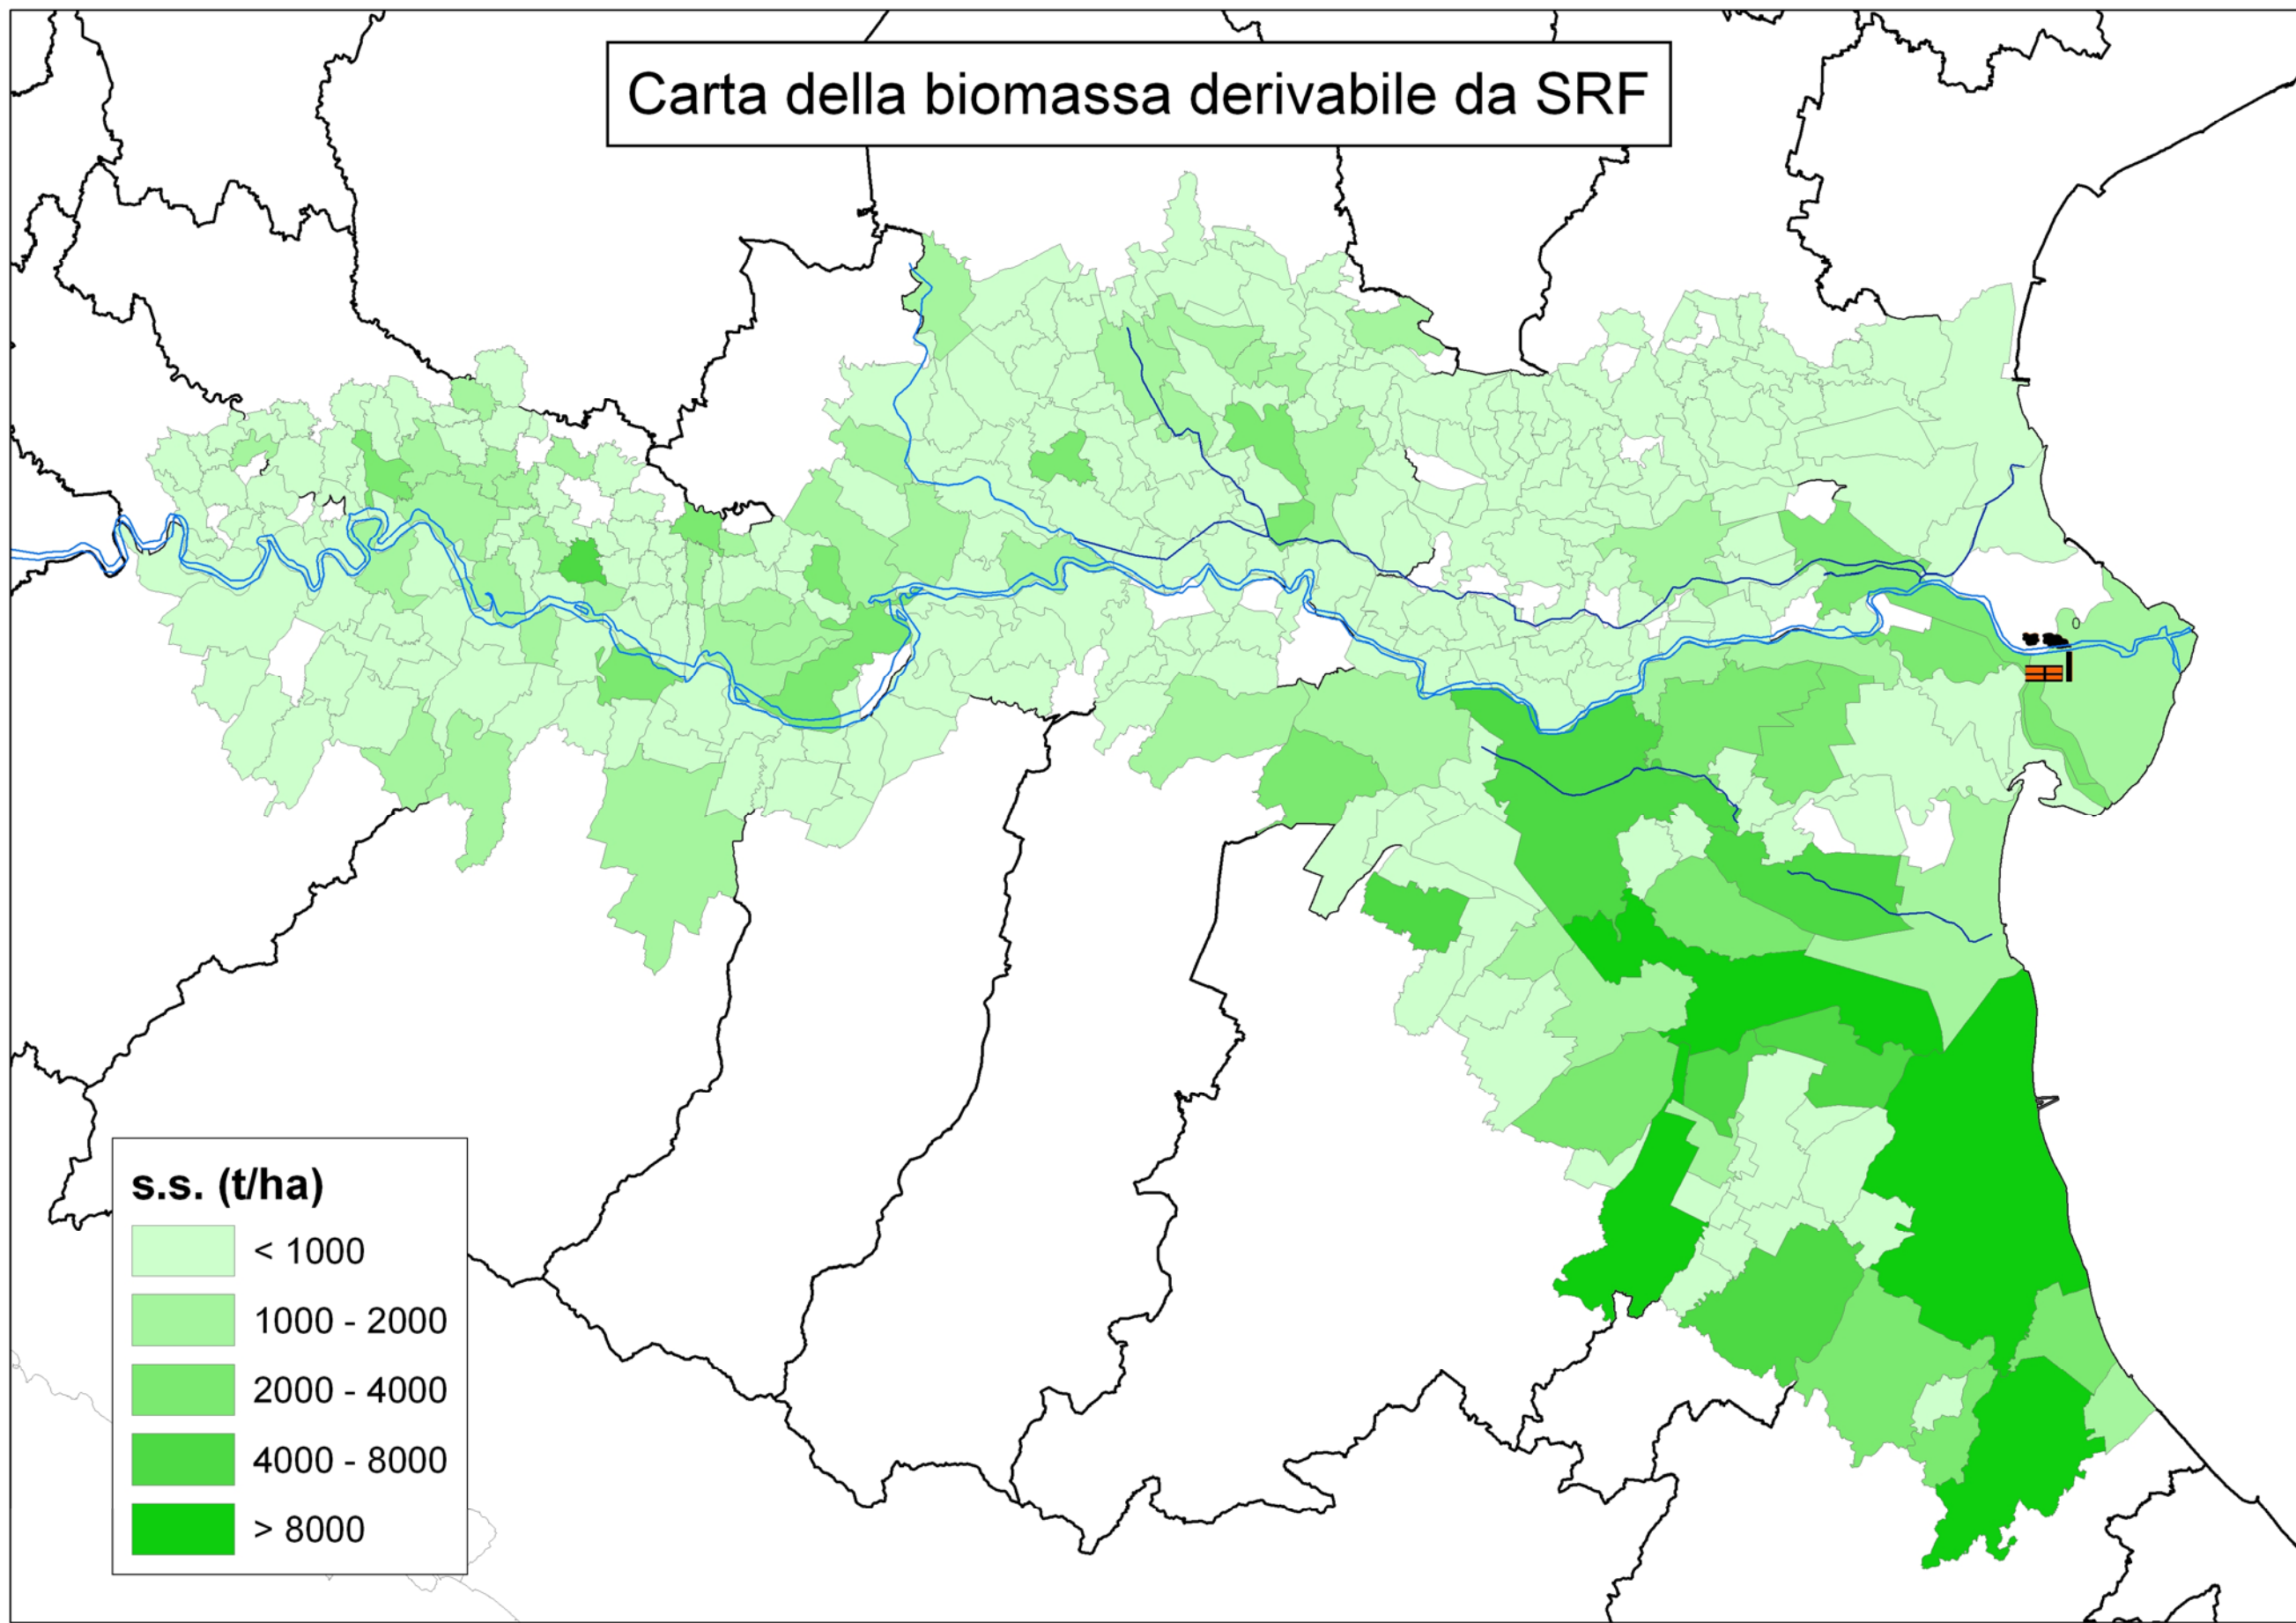 Carta della biomassa derivabile da SRF
s.s. (t/ha)
< 1000
1000 - 2000
2000 - 4000
4000 - 8000
> 8000